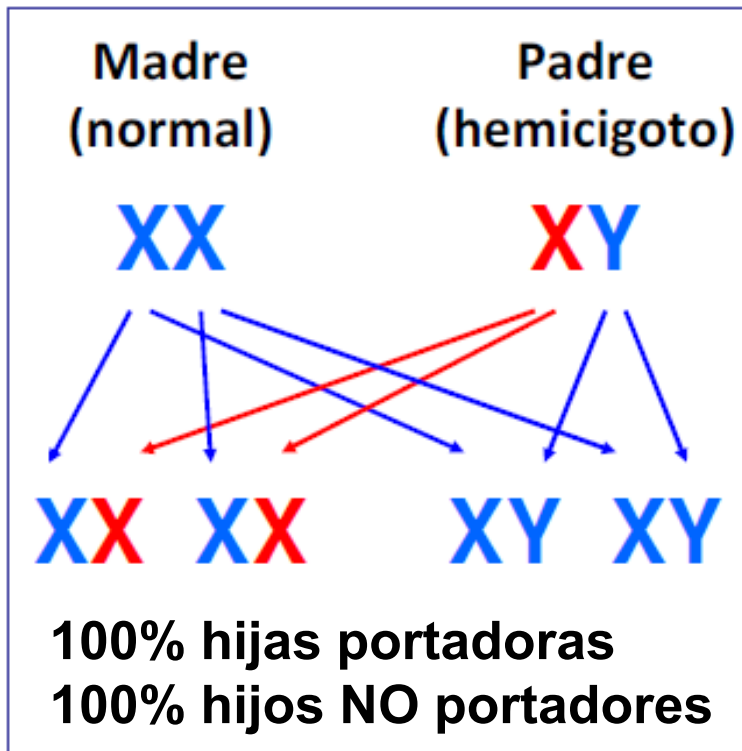 Madre Padre
(normal) (hemicigoto)
XX XY
XX XX XY XY
100% hijas portadoras
100% hijos NO portadores